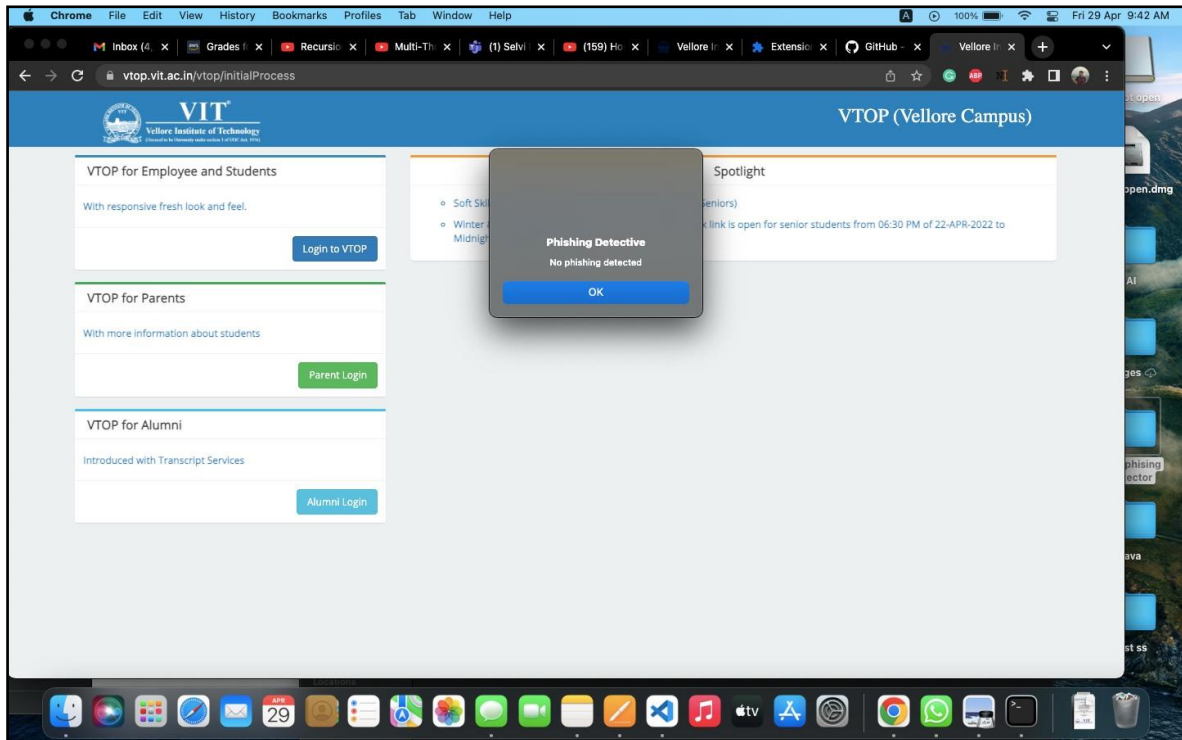 Chrome File Edit View History Bookmarks Profiles Tab Window Help A 100% Fri 29 Apr 9:42 AM
Inbox (4, Grades f Recursio Multi-Th (1) Selvi (159) Ho Vellore In Extensio GitHub - Vellore In
vtop.vit.ac.in/vtop/initialProcess ABP
VIT
Vellore Institute of Technology
VTOP (Vellore Campus)
VTOP for Employee and Students
With responsive fresh look and feel.
Login to VTOP
VTOP for Parents
With more information about students
Parent Login
VTOP for Alumni
Introduced with Transcript Services
Alumni Login
Spotlight
Soft Skil
Seniors)
Winter
k link is open for senior students from 06:30 PM of 22-APR-2022 to
Midnigh
Phishing Detective
No phishing detected
OK
ot open
open.dmg
AI
ges
phising
ector
ava
st ss
Locations
APR
29
tv